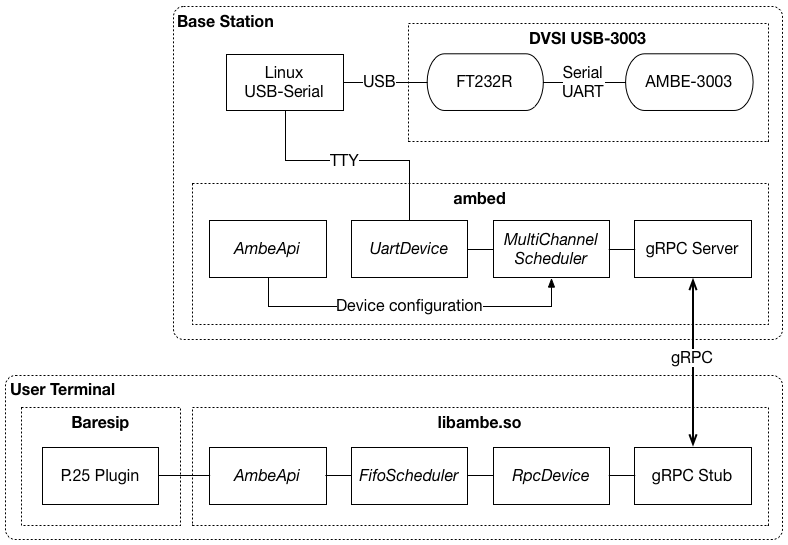 Base Station
DVSI USB-3003
Linux
USB-Serial
USB
FT232R
Serial
UART
AMBE-3003
TTY
ambed
AmbeApi
UartDevice
MultiChannel
Scheduler
gRPC Server
Device configuration
gRPC
User Terminal
Baresip
libambe.so
P.25 Plugin
AmbeApi
FifoScheduler
RpcDevice
gRPC Stub